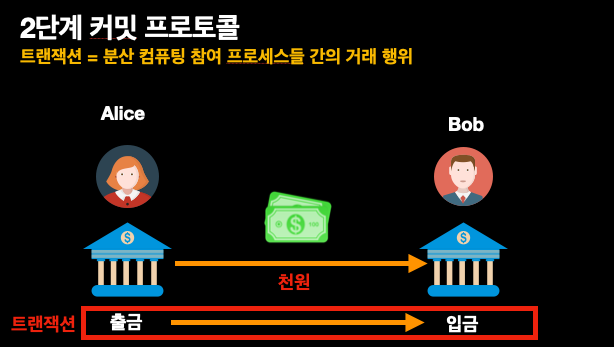 2단계 커밋 프로토콜
트랜잭션 = 분산 컴퓨팅 참여 프로세스들 간의 거래 행위
Alice
Bob
천원
트랜잭션 출금 입금